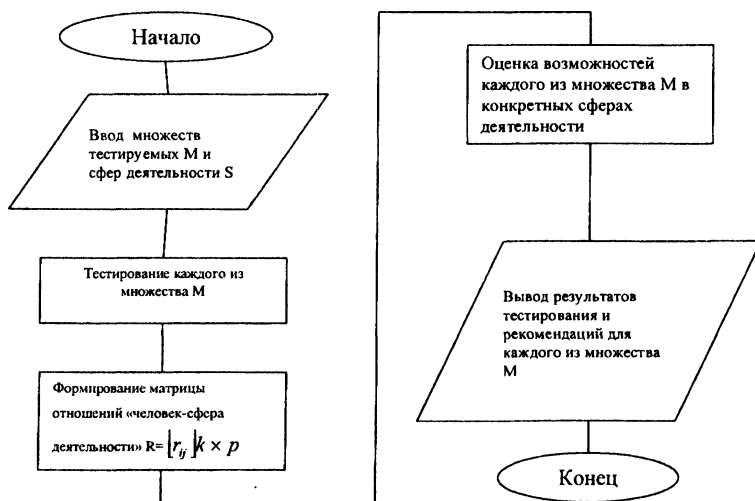 Начало
Ввод множеств
тестируемых М и
сфер деятельности S
Тестирование каждого из
множества М
Формирование матрицы
отношений «человек-сфера
деятельности» R= ⌊r_ij⌋k × p
Оценка возможностей
каждого из множества М в
конкретных сферах
деятельности
Вывод результатов
тестирования и
рекомендаций для
каждого из множества
М
Конец